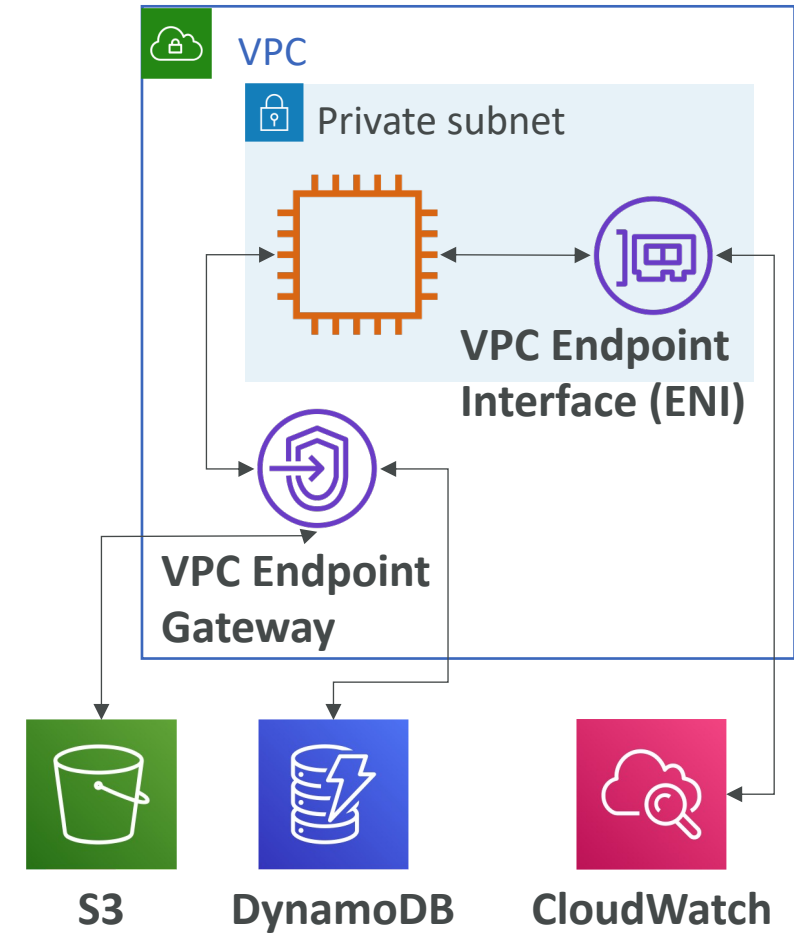 VPC
Private subnet
VPC Endpoint
Interface (ENI)
VPC Endpoint
Gateway
S3
DynamoDB
CloudWatch